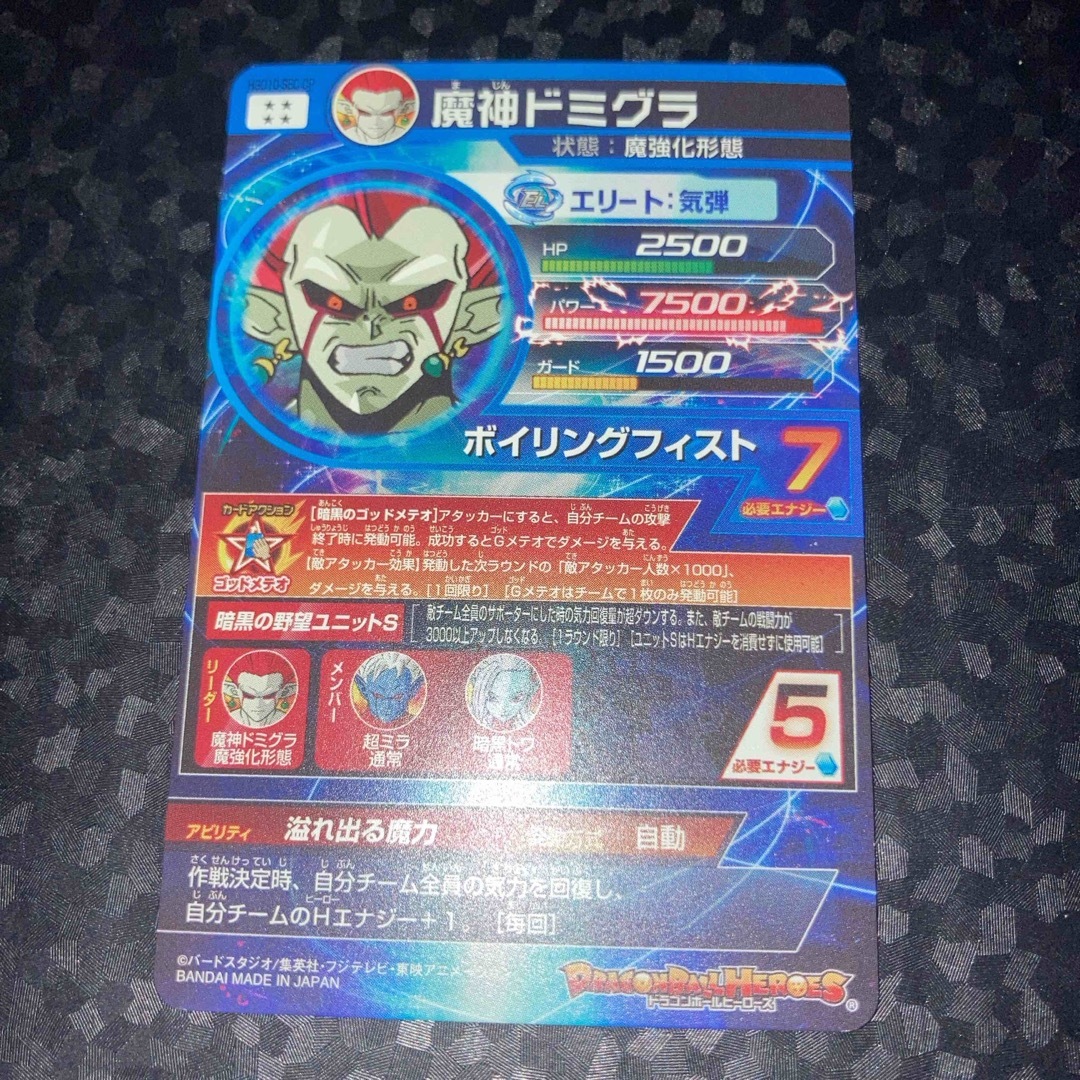 HGD10-SEC CP
魔神ドミグラ
状態：魔強化形態
エリート：気弾
HP 2500
パワー 7500
ガード 1500
ボイリングフィスト 7
必要エナジー
カードアクション
ゴッドメテオ
[暗黒のゴッドメテオ]アタッカーにすると、自分チームの攻撃
終了時に発動可能。成功するとGメテオでダメージを与える。
【敵アタッカー効果】発動した次ラウンドの「敵アタッカー人数×1000」、
ダメージを与える。[1回限り] [Gメテオはチームで1枚のみ発動可能]
暗黒の野望ユニットS
敵チーム全員のサポーターにした時の気力回復量が超ダウンする。また、敵チームの戦闘力が
3000以上アップしなくなる。[1ラウンド限り] [ユニットSはHエナジーを消費せずに使用可能]
リーダー
魔神ドミグラ
魔強化形態
メンバー
超ミラ
通常
暗黒トワ
通常
5
必要エナジー
アビリティ 溢れ出る魔力 発動方式 自動
作戦決定時、自分チーム全員の気力を回復し、
自分チームのHエナジー＋1。[毎回]
©バードスタジオ/集英社・フジテレビ・東映アニメーション
BANDAI MADE IN JAPAN
DRAGONBALL HEROES
ドラゴンボールヒーローズ